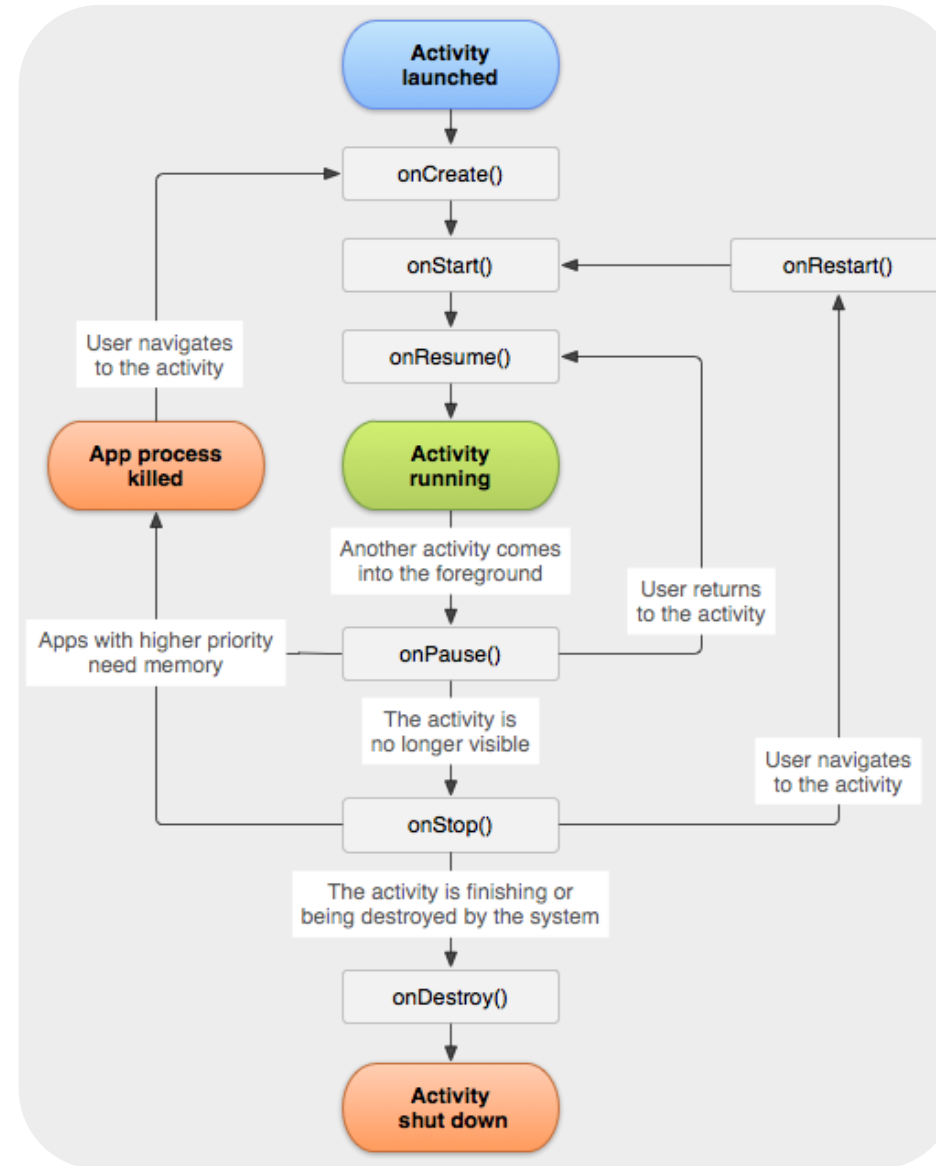 Activity
launched
onCreate()
onStart()
onRestart()
onResume()
User navigates
to the activity
App process
killed
Activity
running
Another activity comes
into the foreground
User returns
to the activity
Apps with higher priority
need memory
onPause()
The activity is
no longer visible
User navigates
to the activity
onStop()
The activity is finishing or
being destroyed by the system
onDestroy()
Activity
shut down